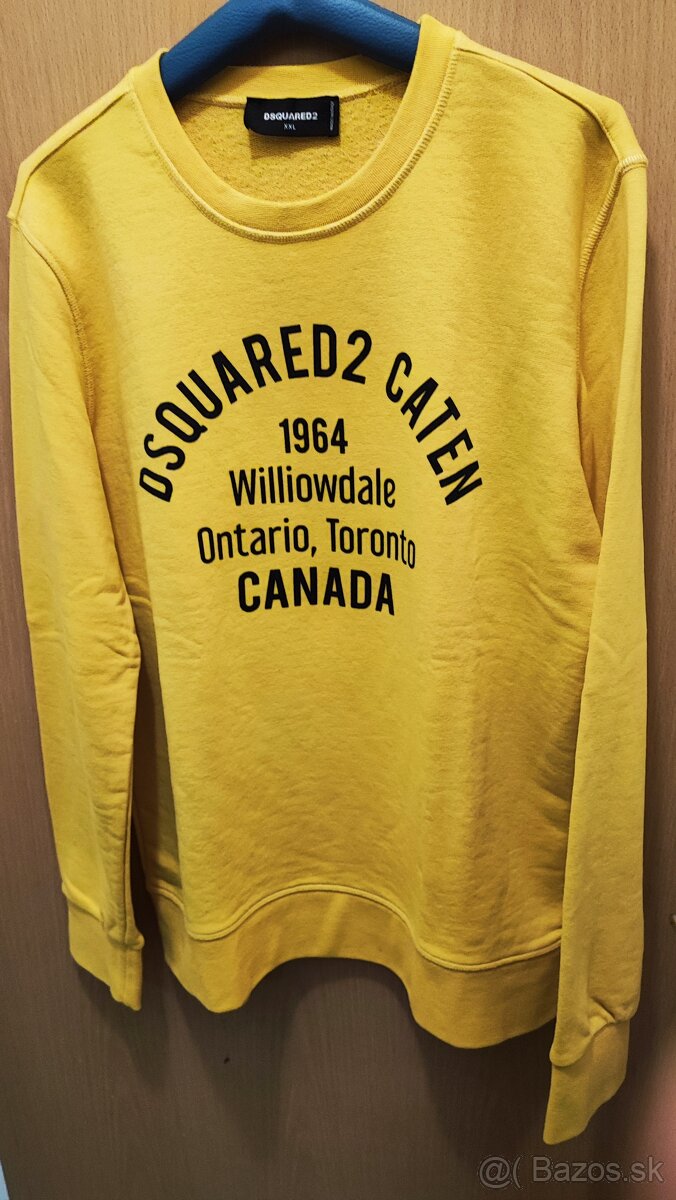 DSQUARED2
XXL
DSQUARED2 CATEN
1964
Williowdale
Ontario, Toronto
CANADA
@( Bazos.sk